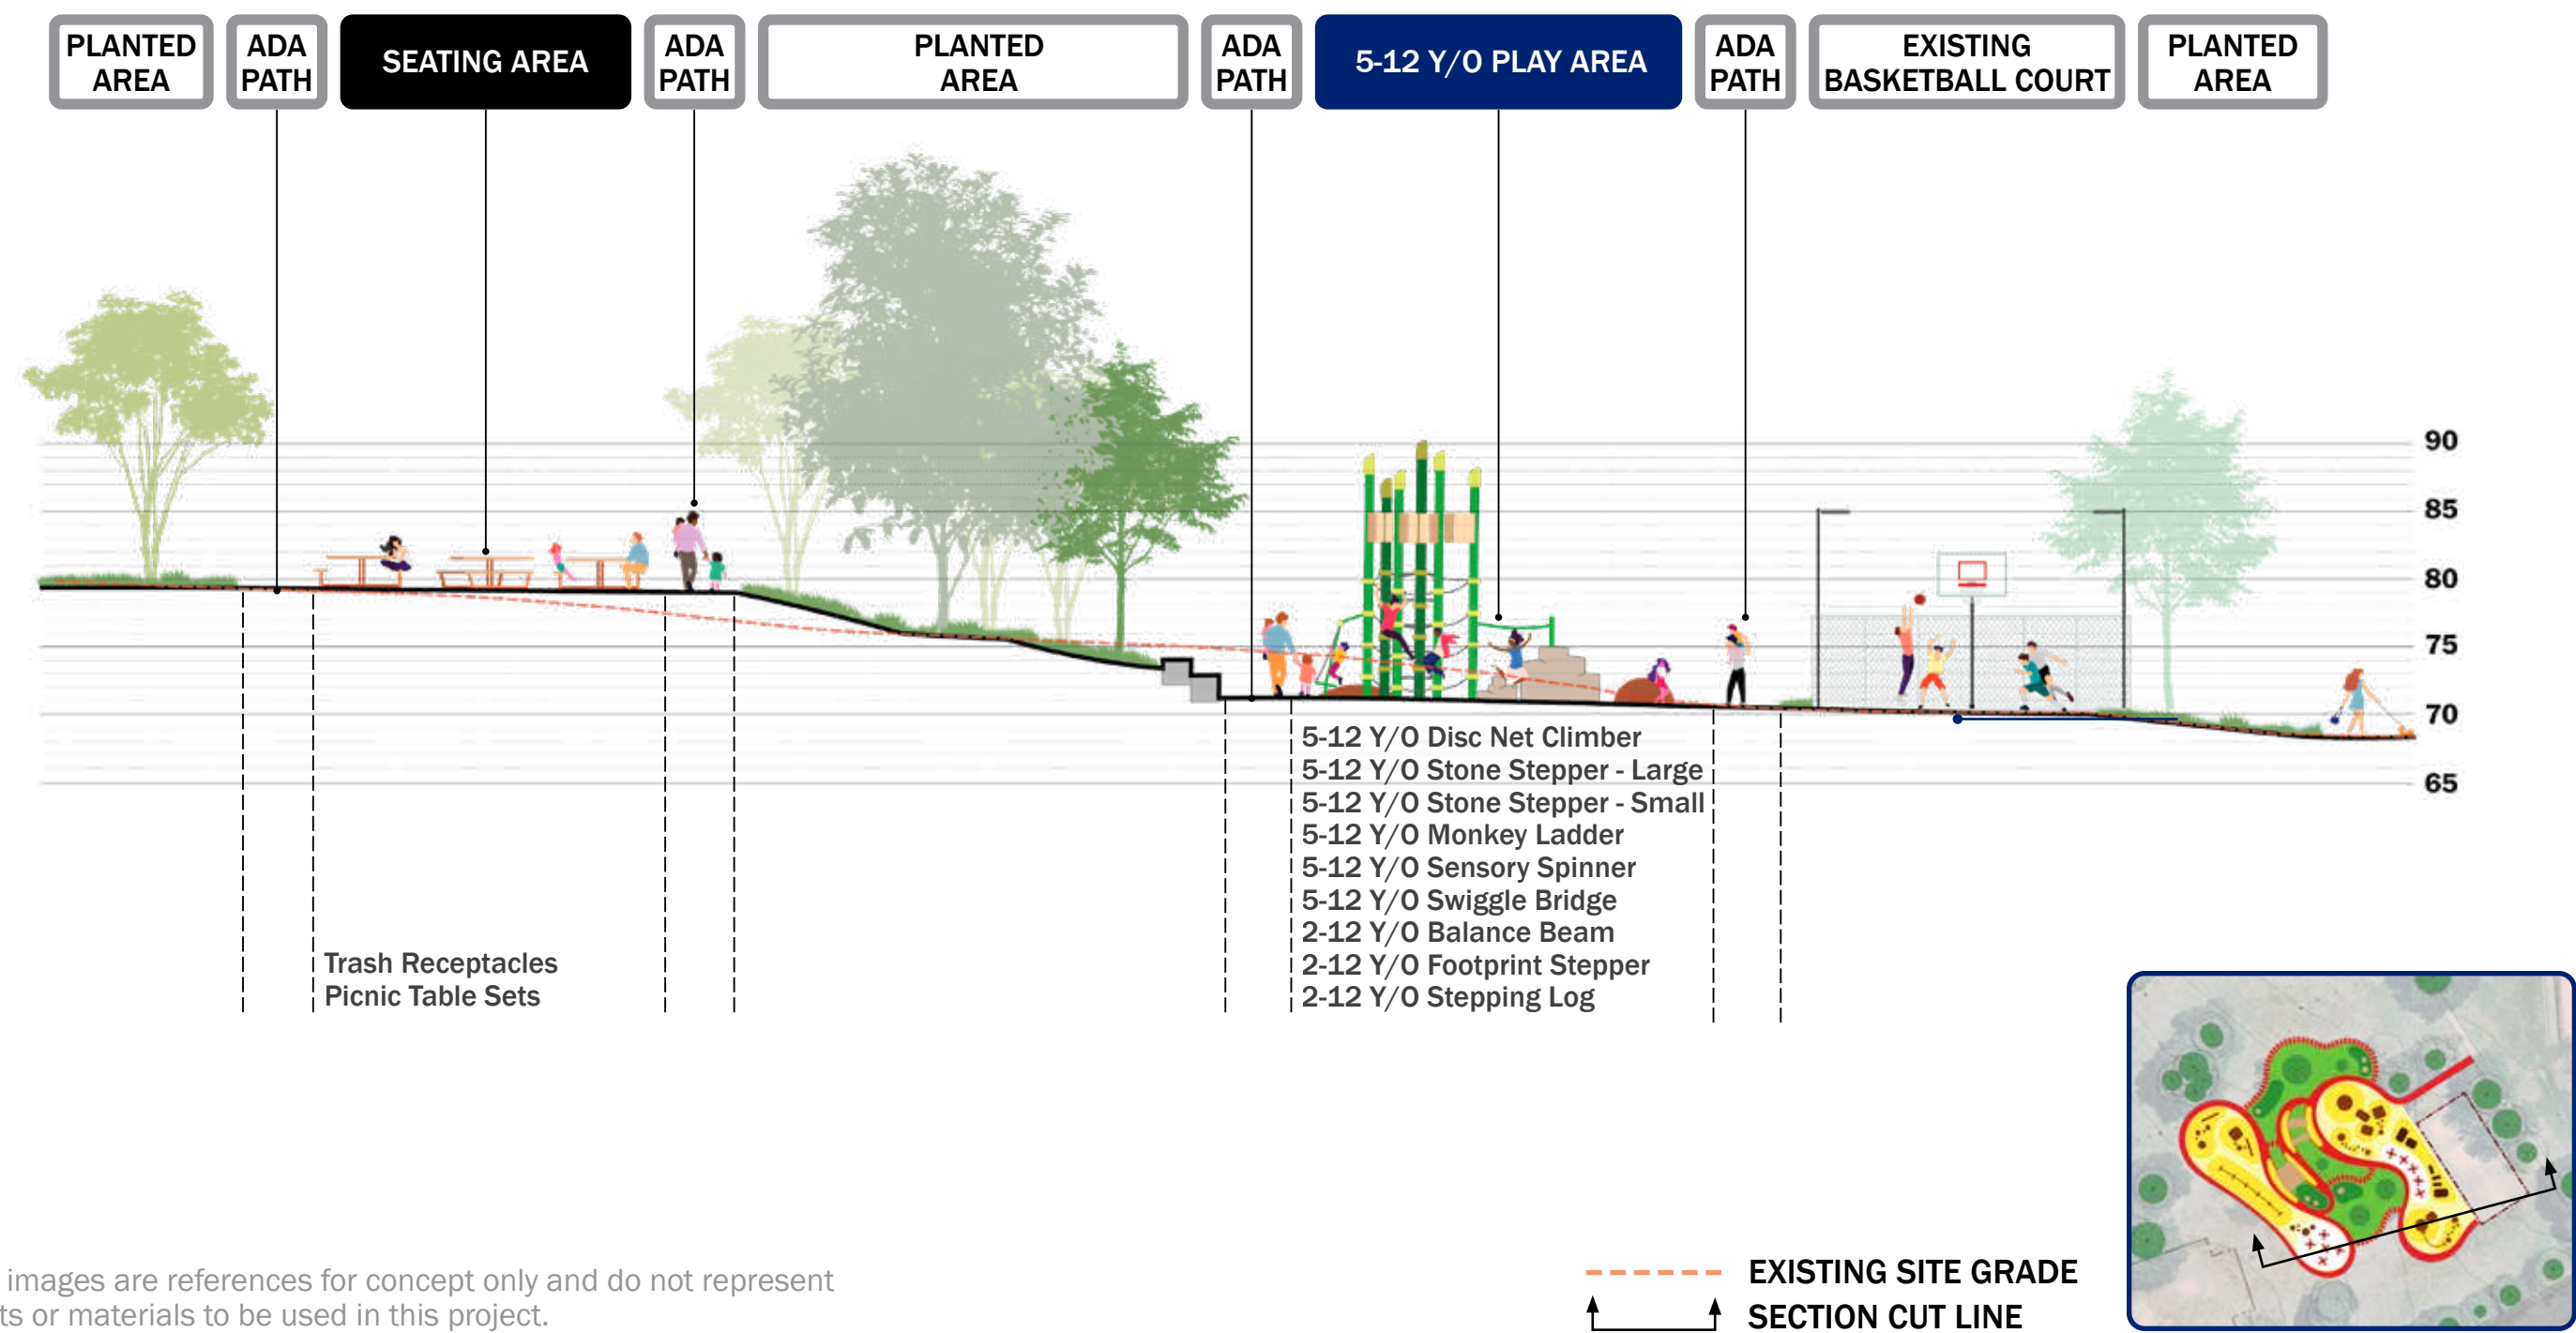 PLANTED
AREA
ADA
PATH
SEATING AREA
ADA
PATH
PLANTED
AREA
ADA
PATH
5-12 Y/O PLAY AREA
ADA
PATH
EXISTING
BASKETBALL COURT
PLANTED
AREA
90
85
80
75
70
65
5-12 Y/O Disc Net Climber
5-12 Y/O Stone Stepper - Large
5-12 Y/O Stone Stepper - Small
5-12 Y/O Monkey Ladder
5-12 Y/O Sensory Spinner
5-12 Y/O Swiggle Bridge
2-12 Y/O Balance Beam
2-12 Y/O Footprint Stepper
2-12 Y/O Stepping Log
Trash Receptacles
Picnic Table Sets
images are references for concept only and do not represent
ts or materials to be used in this project.
EXISTING SITE GRADE
SECTION CUT LINE